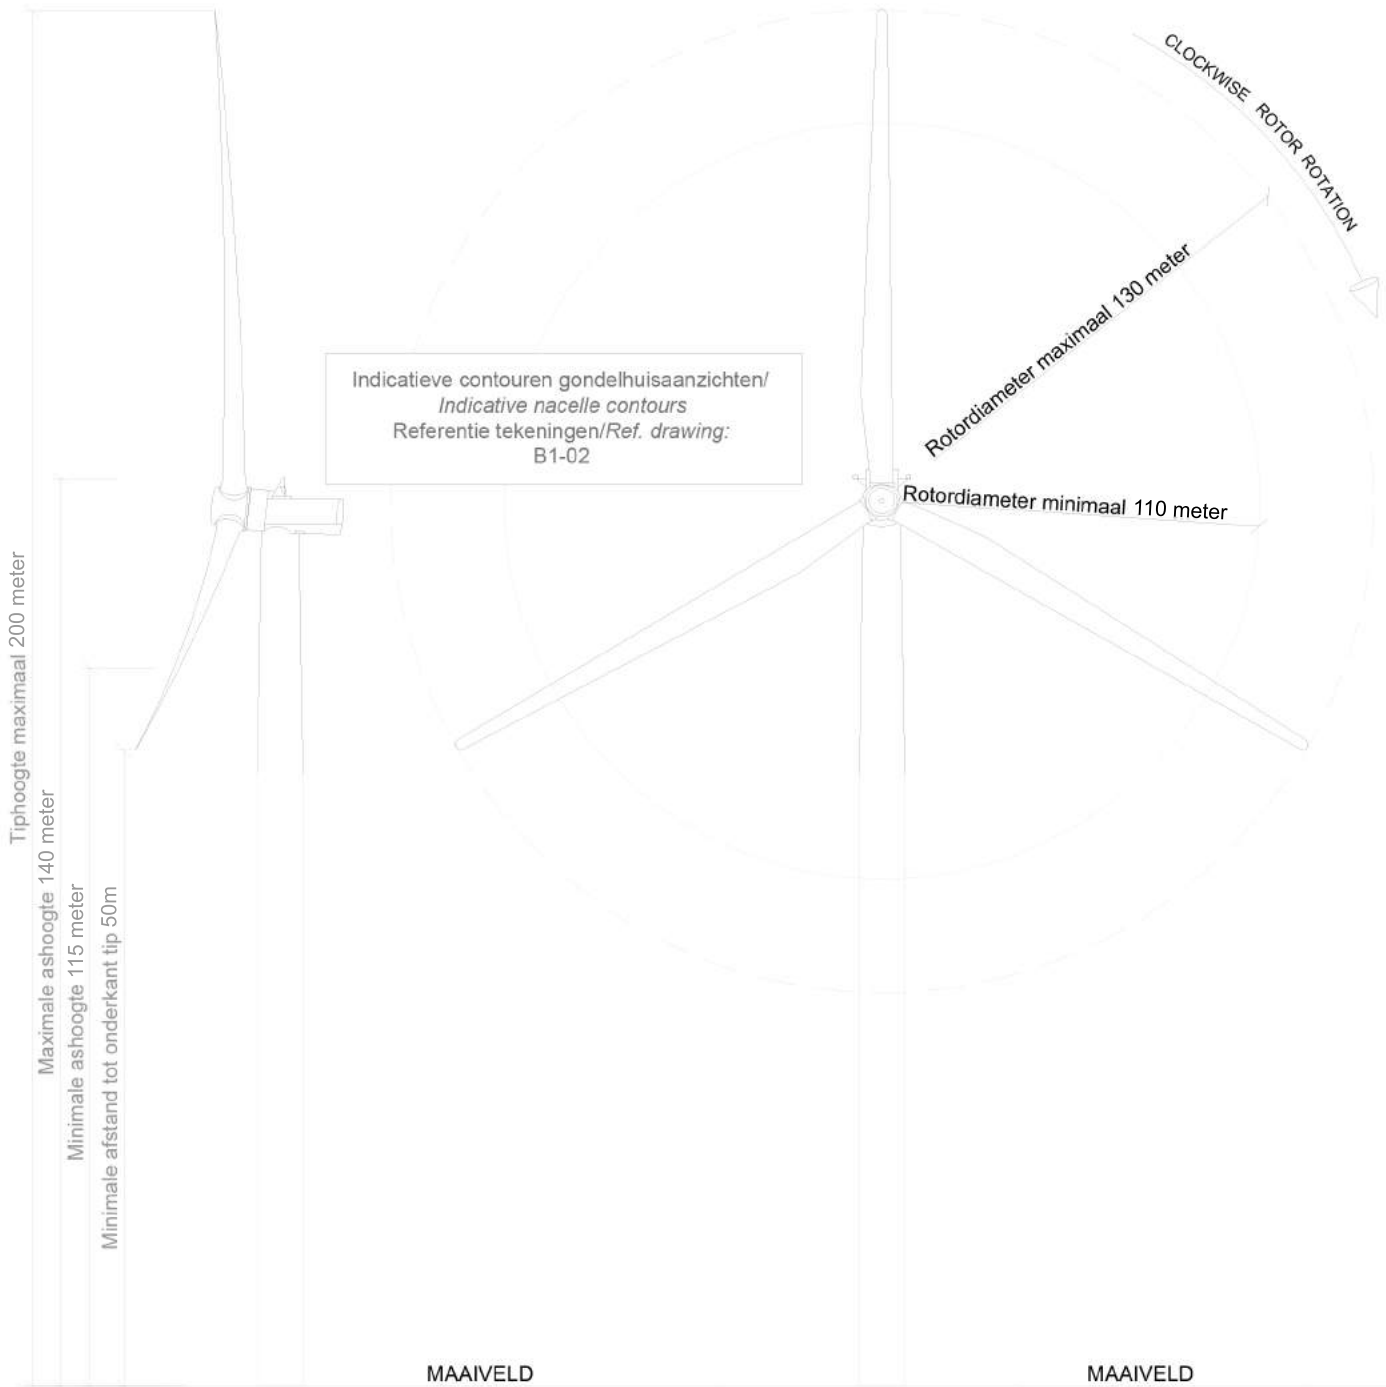 CLOCKWISE ROTOR ROTATION
Rotordiameter maximaal 130 meter
Indicatieve contouren gondelhuisaanzichten/
Indicative nacelle contours
Referentie tekeningen/Ref. drawing:
B1-02
Rotordiameter minimaal 110 meter
Tiphoogte maximaal 200 meter
Maximale ashoogte 140 meter
Minimale ashoogte 115 meter
Minimale afstand tot onderkant tip 50m
MAAIVELD
MAAIVELD